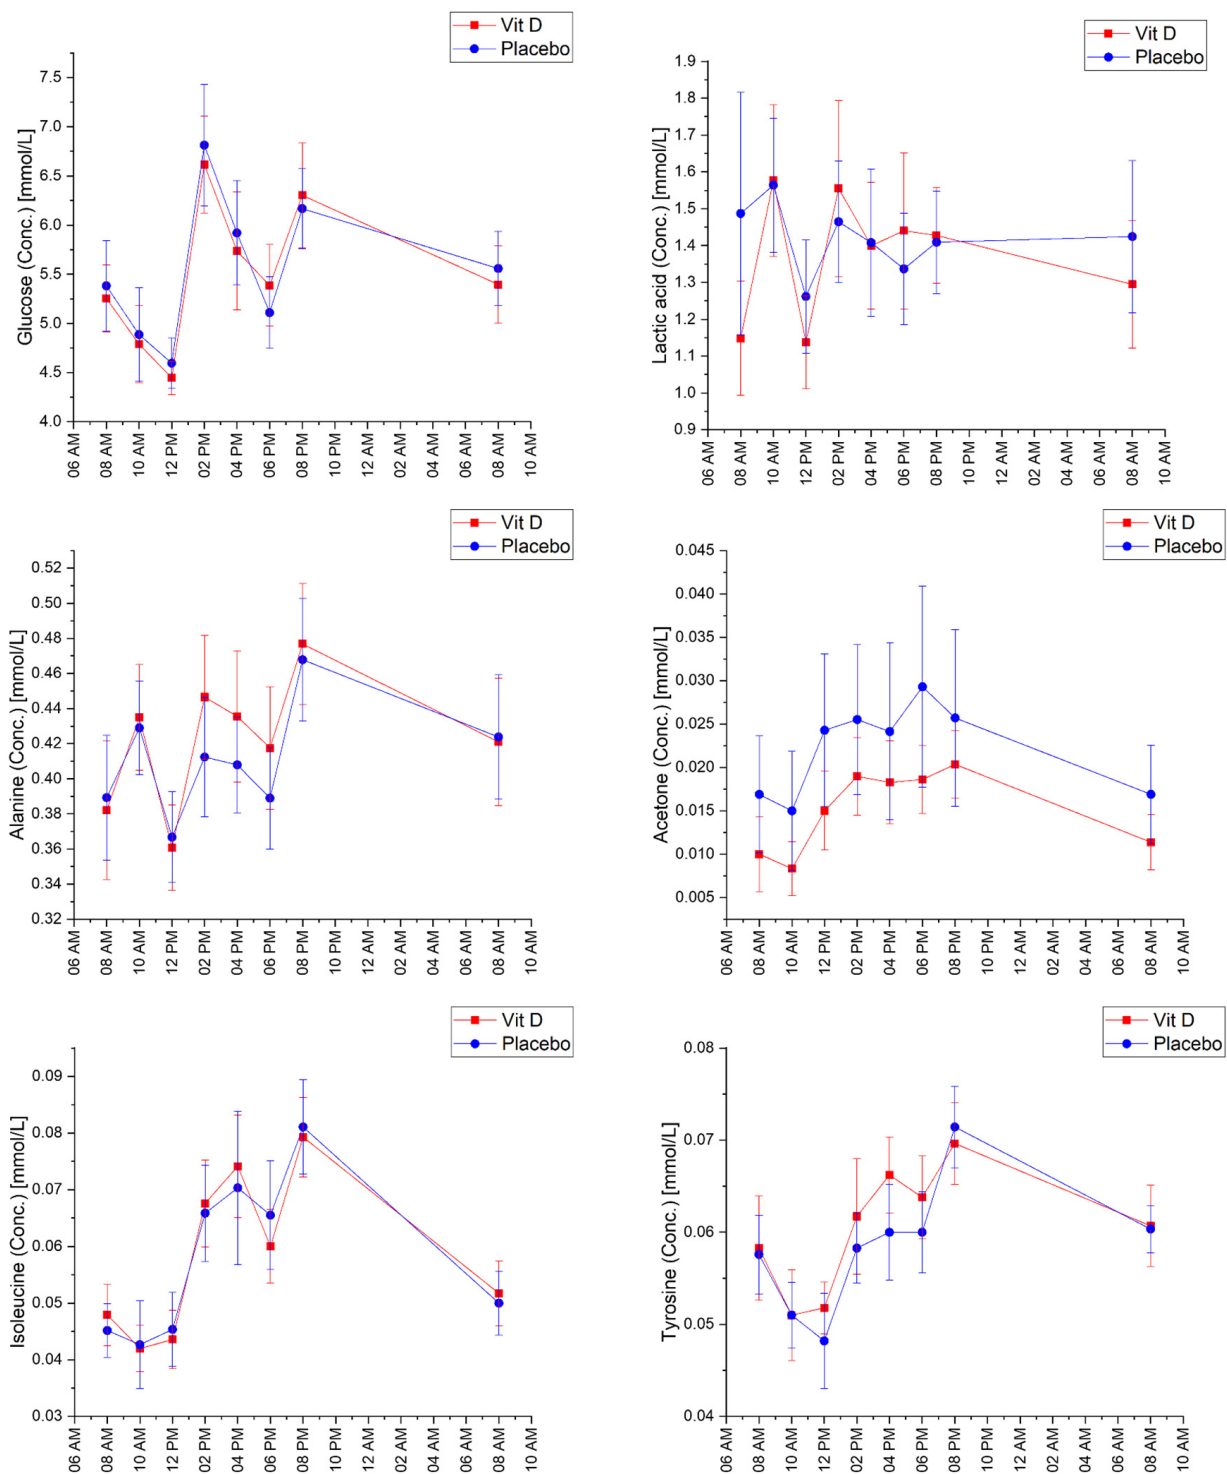 Vit D
Placebo
Glucose (Conc.) [mmol/L]
7.5
7.0
6.5
6.0
5.5
5.0
4.5
4.0
06 AM
08 AM
10 AM
12 PM
02 PM
04 PM
06 PM
08 PM
10 PM
12 AM
02 AM
04 AM
06 AM
08 AM
10 AM
Vit D
Placebo
Lactic acid (Conc.) [mmol/L]
1.9
1.8
1.7
1.6
1.5
1.4
1.3
1.2
1.1
1.0
0.9
06 AM
08 AM
10 AM
12 PM
02 PM
04 PM
06 PM
08 PM
10 PM
12 AM
02 AM
04 AM
06 AM
08 AM
10 AM
Vit D
Placebo
Alanine (Conc.) [mmol/L]
0.52
0.50
0.48
0.46
0.44
0.42
0.40
0.38
0.36
0.34
0.32
06 AM
08 AM
10 AM
12 PM
02 PM
04 PM
06 PM
08 PM
10 PM
12 AM
02 AM
04 AM
06 AM
08 AM
10 AM
Vit D
Placebo
Acetone (Conc.) [mmol/L]
0.045
0.040
0.035
0.030
0.025
0.020
0.015
0.010
0.005
06 AM
08 AM
10 AM
12 PM
02 PM
04 PM
06 PM
08 PM
10 PM
12 AM
02 AM
04 AM
06 AM
08 AM
10 AM
Vit D
Placebo
Isoleucine (Conc.) [mmol/L]
0.09
0.08
0.07
0.06
0.05
0.04
0.03
06 AM
08 AM
10 AM
12 PM
02 PM
04 PM
06 PM
08 PM
10 PM
12 AM
02 AM
04 AM
06 AM
08 AM
10 AM
Vit D
Placebo
Tyrosine (Conc.) [mmol/L]
0.08
0.07
0.06
0.05
0.04
06 AM
08 AM
10 AM
12 PM
02 PM
04 PM
06 PM
08 PM
10 PM
12 AM
02 AM
04 AM
06 AM
08 AM
10 AM